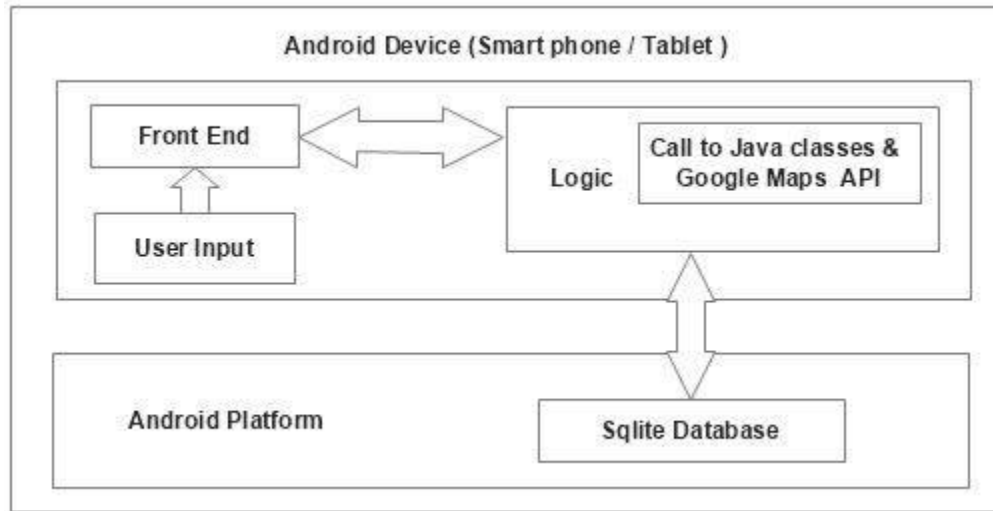 Android Device (Smart phone / Tablet )
Front End
Logic
Call to Java classes &
Google Maps API
User Input
Android Platform
Sqlite Database